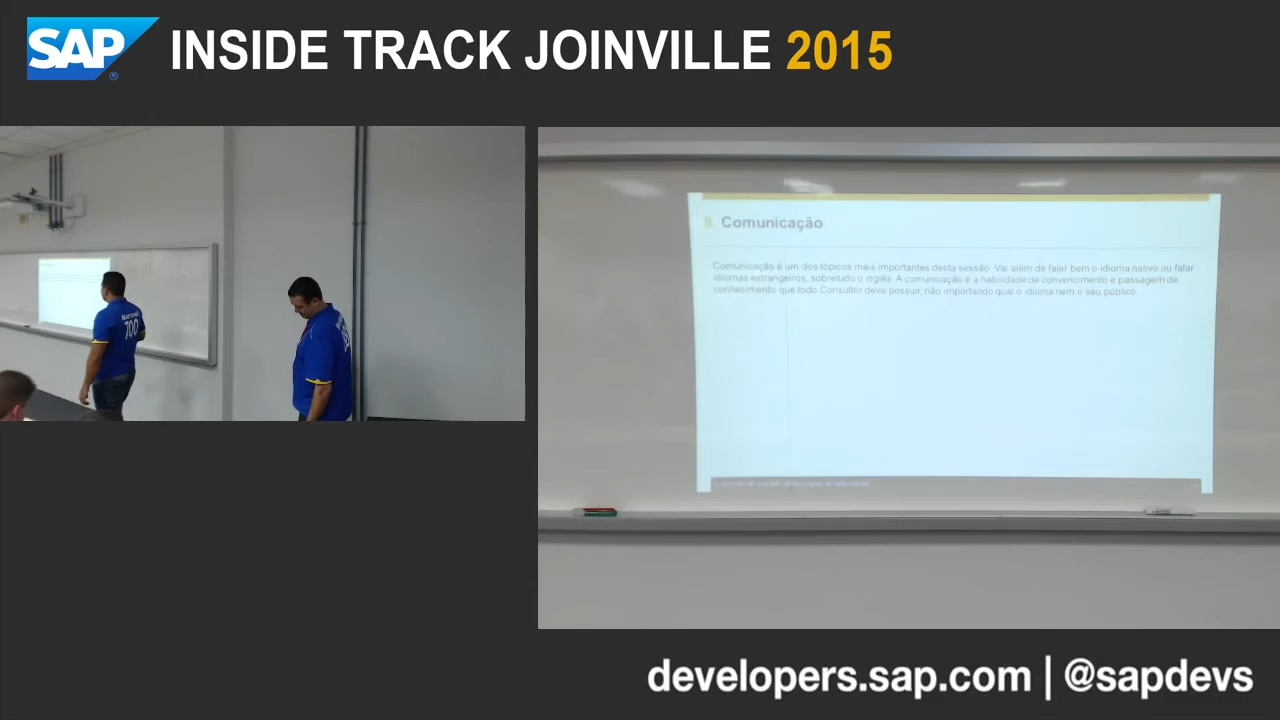 SAP
®
INSIDE TRACK JOINVILLE 2015
700
8. Comunicação
Comunicação é um dos tópicos mais importantes desta sessão. Vai além de falar bem o idioma nativo ou falar
idiomas estrangeiros, sobretudo o inglês. A comunicação é a habilidade de convencimento e passagem de
conhecimento que todo Consultor deve possuir, não importando qual o idioma nem o seu público.
developers.sap.com | @sapdevs